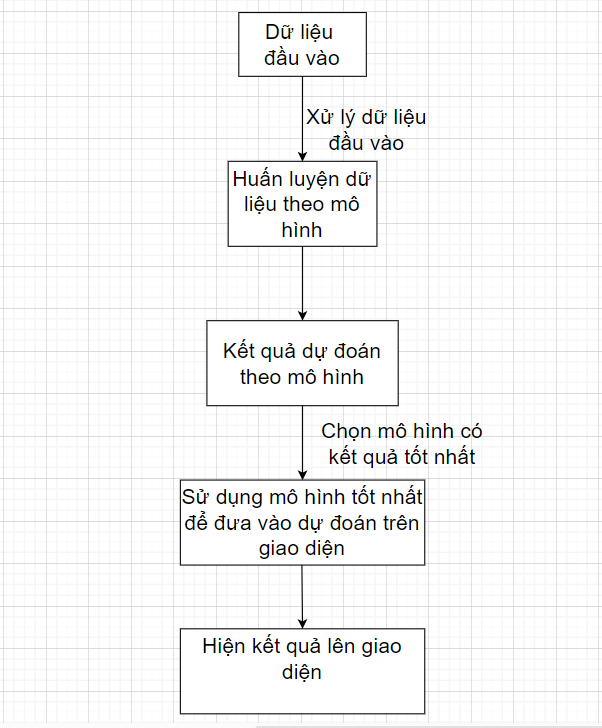 Dữ liệu
đầu vào
Xử lý dữ liệu
đầu vào
Huấn luyện dữ
liệu theo mô
hình
Kết quả dự đoán
theo mô hình
Chọn mô hình có
kết quả tốt nhất
Sử dụng mô hình tốt nhất
để đưa vào dự đoán trên
giao diện
Hiện kết quả lên giao
diện